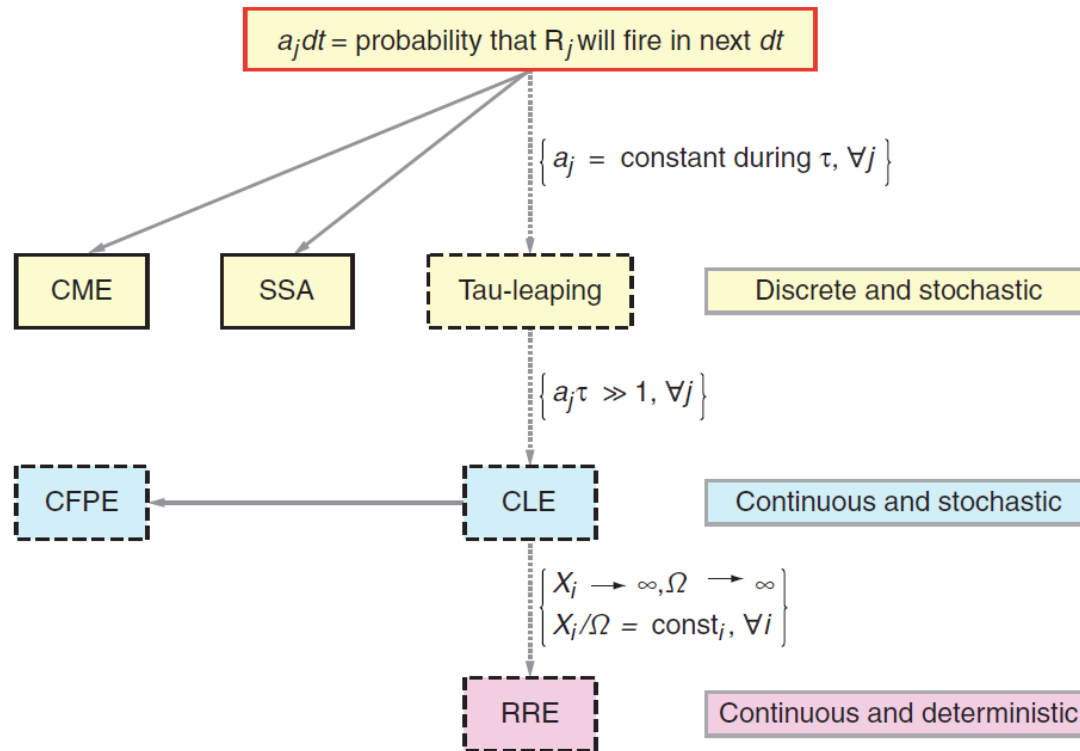 a_j dt = probability that R_j will fire in next dt
{ a_j = constant during τ, ∀j }
CME
SSA
Tau-leaping
Discrete and stochastic
{ a_jτ ≫ 1, ∀j }
CFPE
CLE
Continuous and stochastic
{ X_i → ∞, Ω → ∞
X_i/Ω = const_i, ∀i }
RRE
Continuous and deterministic